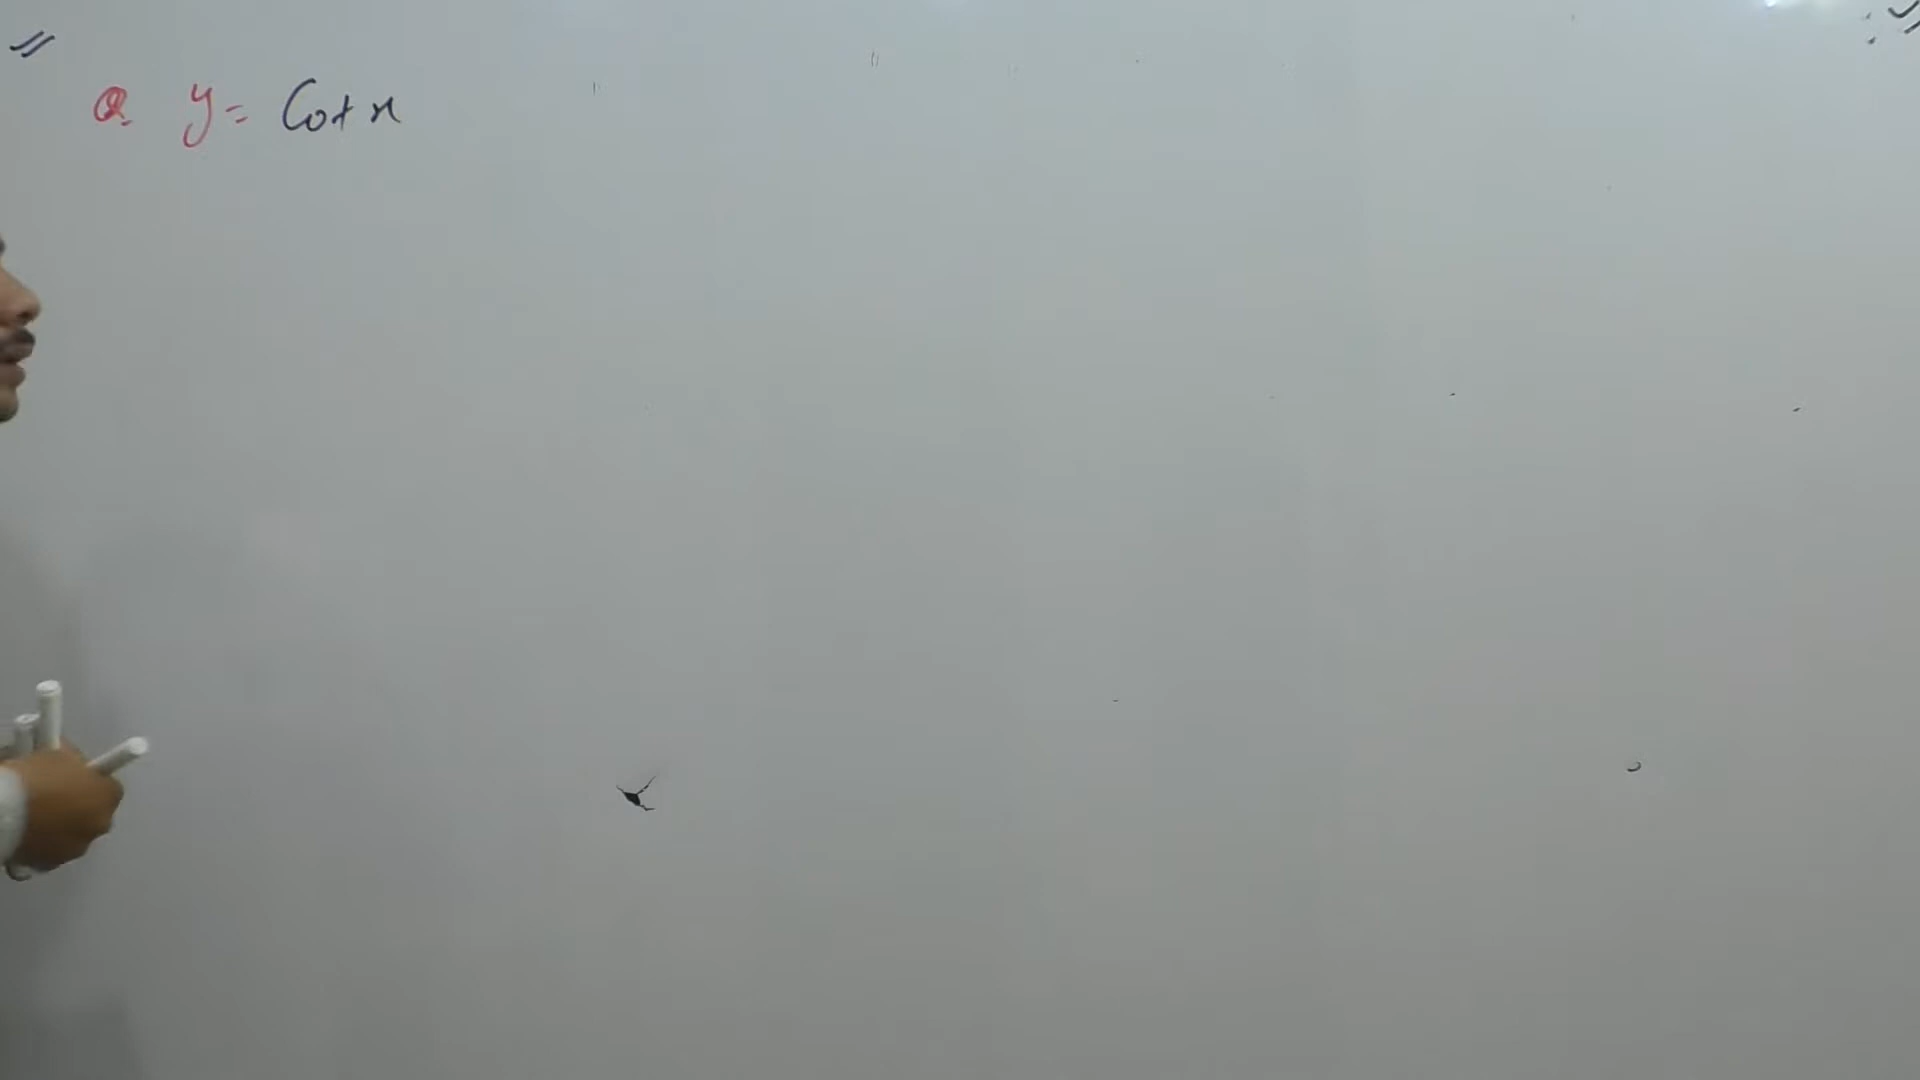 Q. y = Cot x